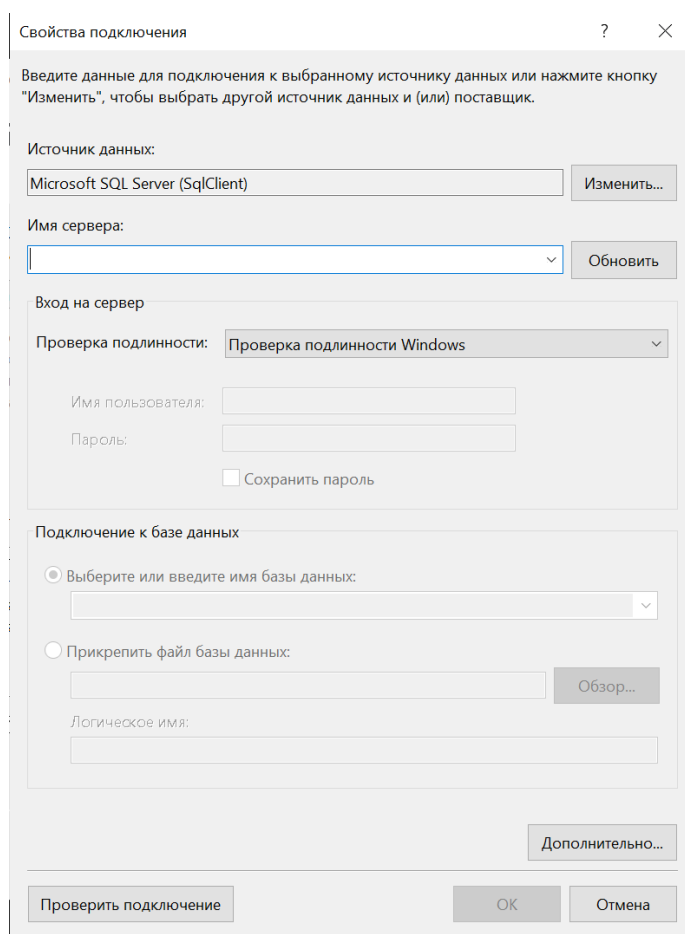 Свойства подключения
?
Введите данные для подключения к выбранному источнику данных или нажмите кнопку
"Изменить", чтобы выбрать другой источник данных и (или) поставщик.
Источник данных:
Microsoft SQL Server (SqlClient)
Изменить...
Имя сервера:
Обновить
Вход на сервер
Проверка подлинности:
Проверка подлинности Windows
Имя пользователя:
Пароль:
Сохранить пароль
Подключение к базе данных
Выберите или введите имя базы данных:
Прикрепить файл базы данных:
Обзор...
Логическое имя:
Дополнительно...
Проверить подключение
ОК
Отмена